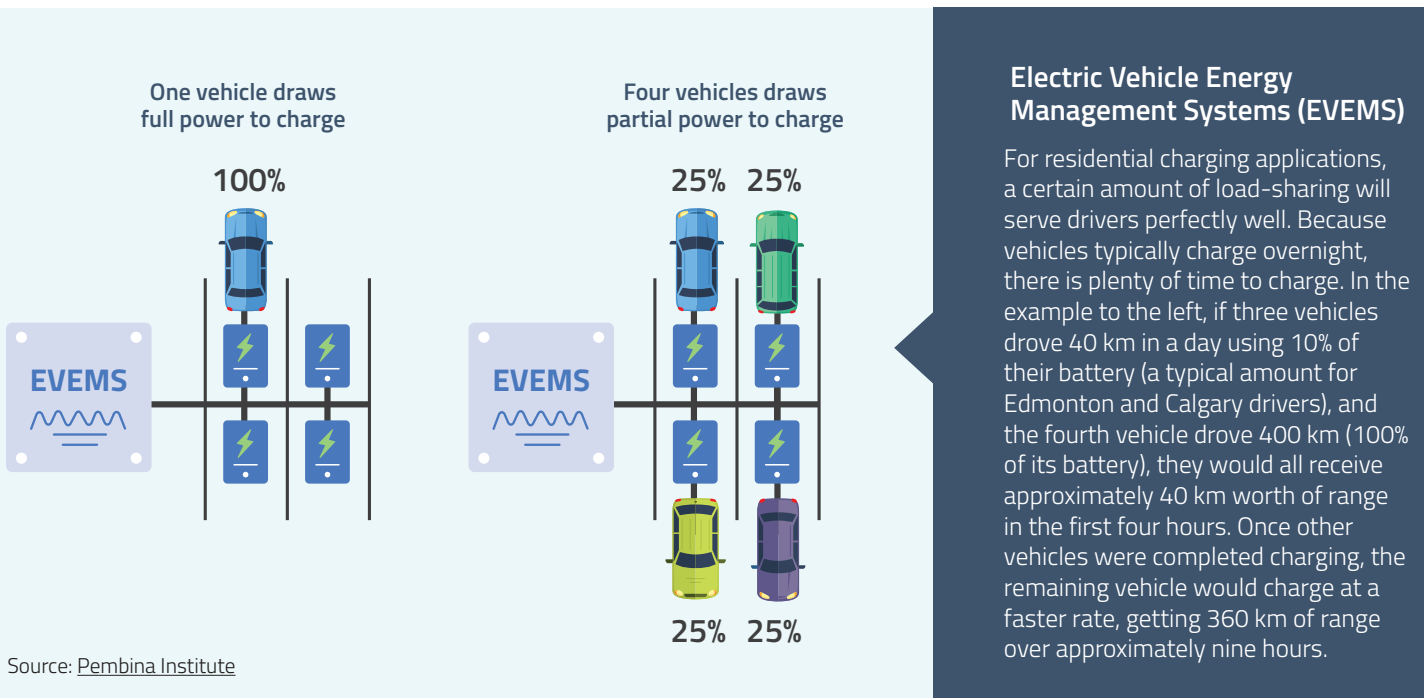 One vehicle draws
full power to charge
100%
EVEMS
Four vehicles draws
partial power to charge
25% 25%
EVEMS
25% 25%
Source: Pembina Institute
Electric Vehicle Energy
Management Systems (EVEMS)
For residential charging applications,
a certain amount of load-sharing will
serve drivers perfectly well. Because
vehicles typically charge overnight,
there is plenty of time to charge. In the
example to the left, if three vehicles
drove 40 km in a day using 10% of
their battery (a typical amount for
Edmonton and Calgary drivers), and
the fourth vehicle drove 400 km (100%
of its battery), they would all receive
approximately 40 km worth of range
in the first four hours. Once other
vehicles were completed charging, the
remaining vehicle would charge at a
faster rate, getting 360 km of range
over approximately nine hours.